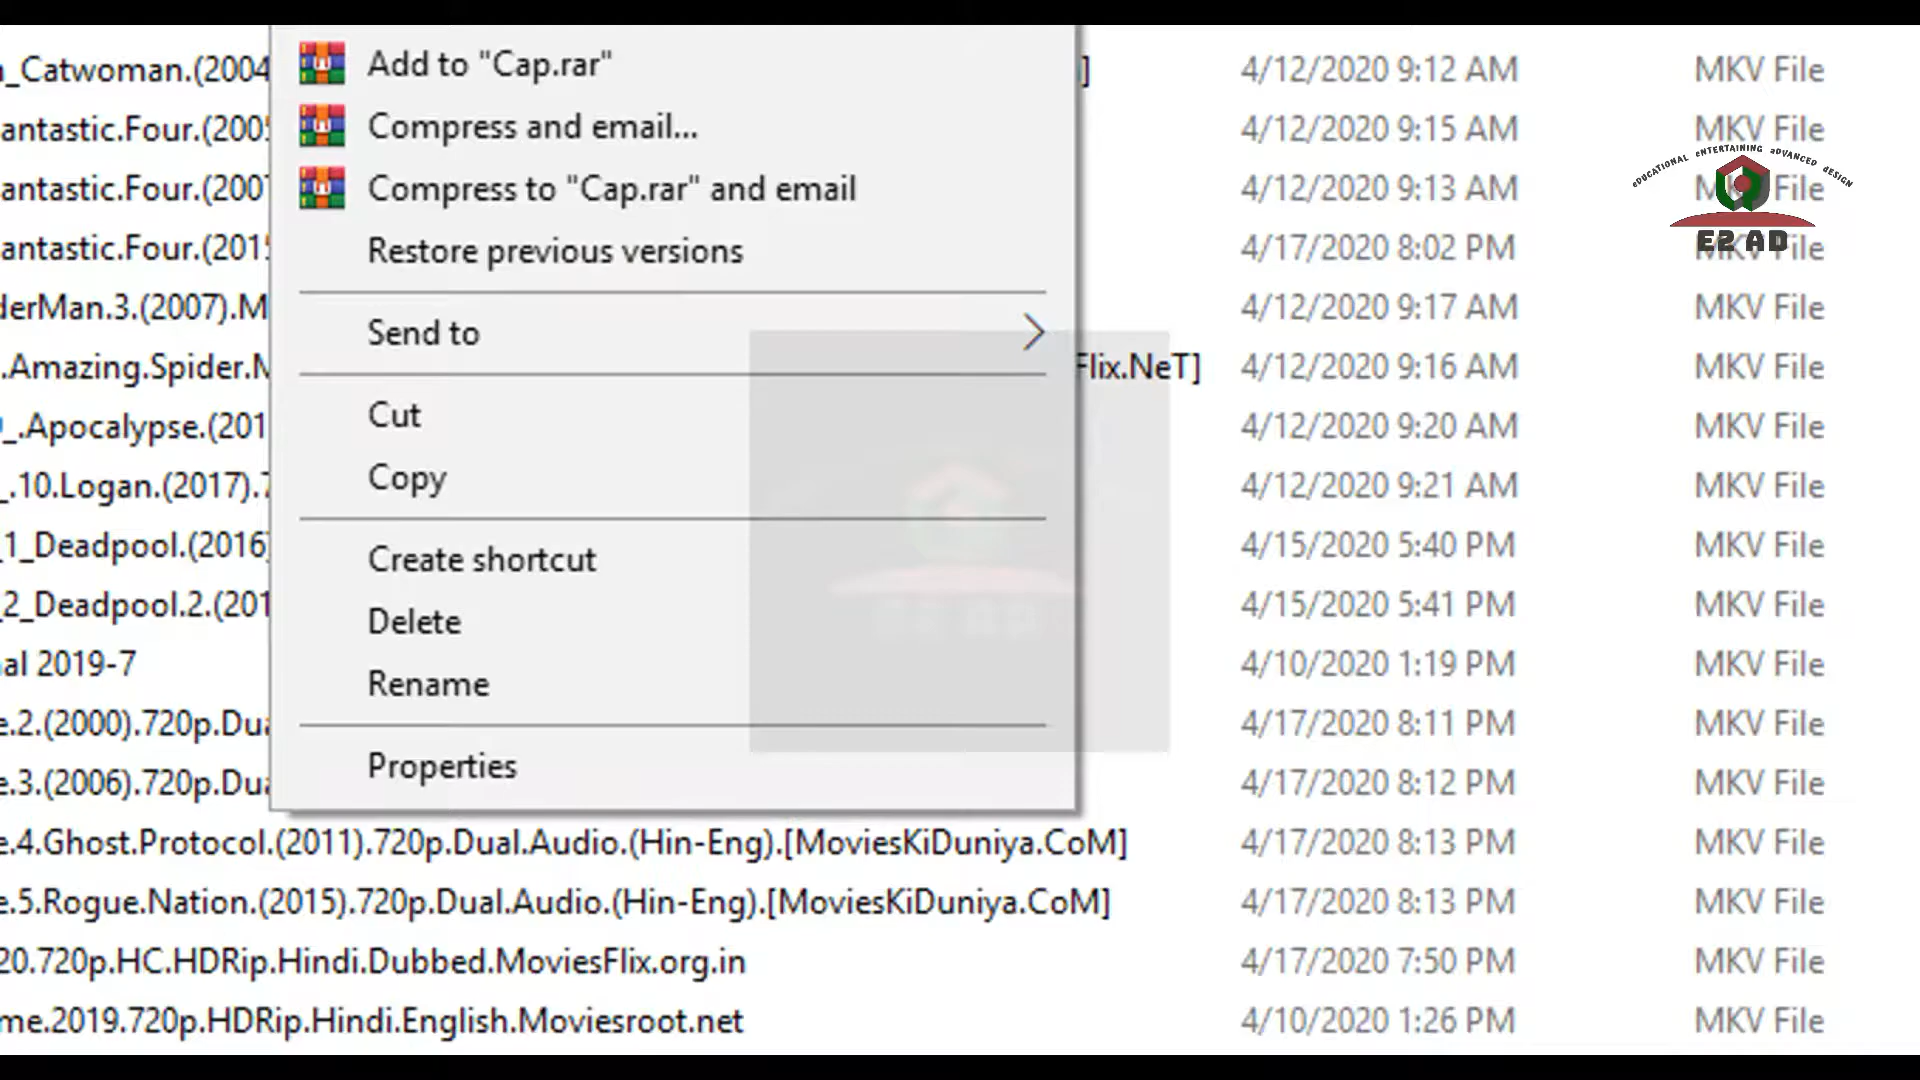 _Catwoman.(2004 Add to "Cap.rar" ] 4/12/2020 9:12 AM MKV File
antastic.Four.(200 Compress and email... 4/12/2020 9:15 AM MKV File
eDUCATIONAL eNTERTAINING aDVANCED dESIGN
antastic.Four.(200 Compress to "Cap.rar" and email 4/12/2020 9:13 AM File
antastic.Four.(201 Restore previous versions 4/17/2020 8:02 PM File
E2 AD
derMan.3.(2007).M 4/12/2020 9:17 AM MKV File
Send to
.Amazing.Spider.M Flix.NeT] 4/12/2020 9:16 AM MKV File
_.Apocalypse.(201 Cut 4/12/2020 9:20 AM MKV File
_.10.Logan.(2017). Copy 4/12/2020 9:21 AM MKV File
1_Deadpool.(2016) Create shortcut 4/15/2020 5:40 PM MKV File
2_Deadpool.2.(201 Delete 4/15/2020 5:41 PM MKV File
E2 AD
al 2019-7 Rename 4/10/2020 1:19 PM MKV File
e.2.(2000).720p.Dua 4/17/2020 8:11 PM MKV File
e.3.(2006).720p.Dua Properties 4/17/2020 8:12 PM MKV File
e.4.Ghost.Protocol.(2011).720p.Dual.Audio.(Hin-Eng).[MoviesKiDuniya.CoM] 4/17/2020 8:13 PM MKV File
e.5.Rogue.Nation.(2015).720p.Dual.Audio.(Hin-Eng).[MoviesKiDuniya.CoM] 4/17/2020 8:13 PM MKV File
20.720p.HC.HDRip.Hindi.Dubbed.MoviesFlix.org.in 4/17/2020 7:50 PM MKV File
me.2019.720p.HDRip.Hindi.English.Moviesroot.net 4/10/2020 1:26 PM MKV File